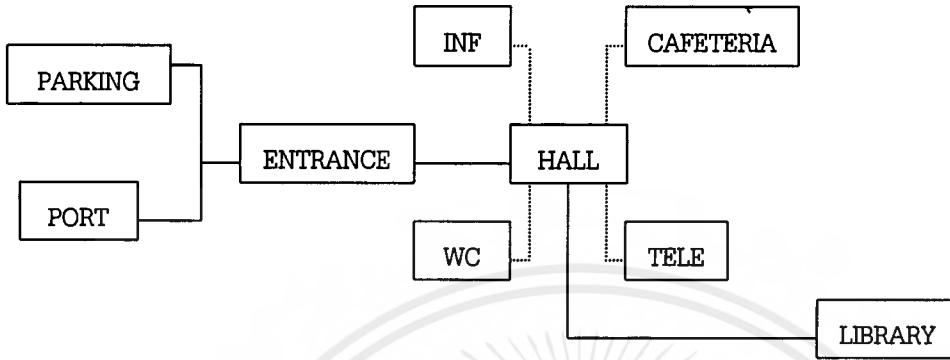 INF
CAFETERIA
PARKING
ENTRANCE
HALL
PORT
WC
TELE
LIBRARY